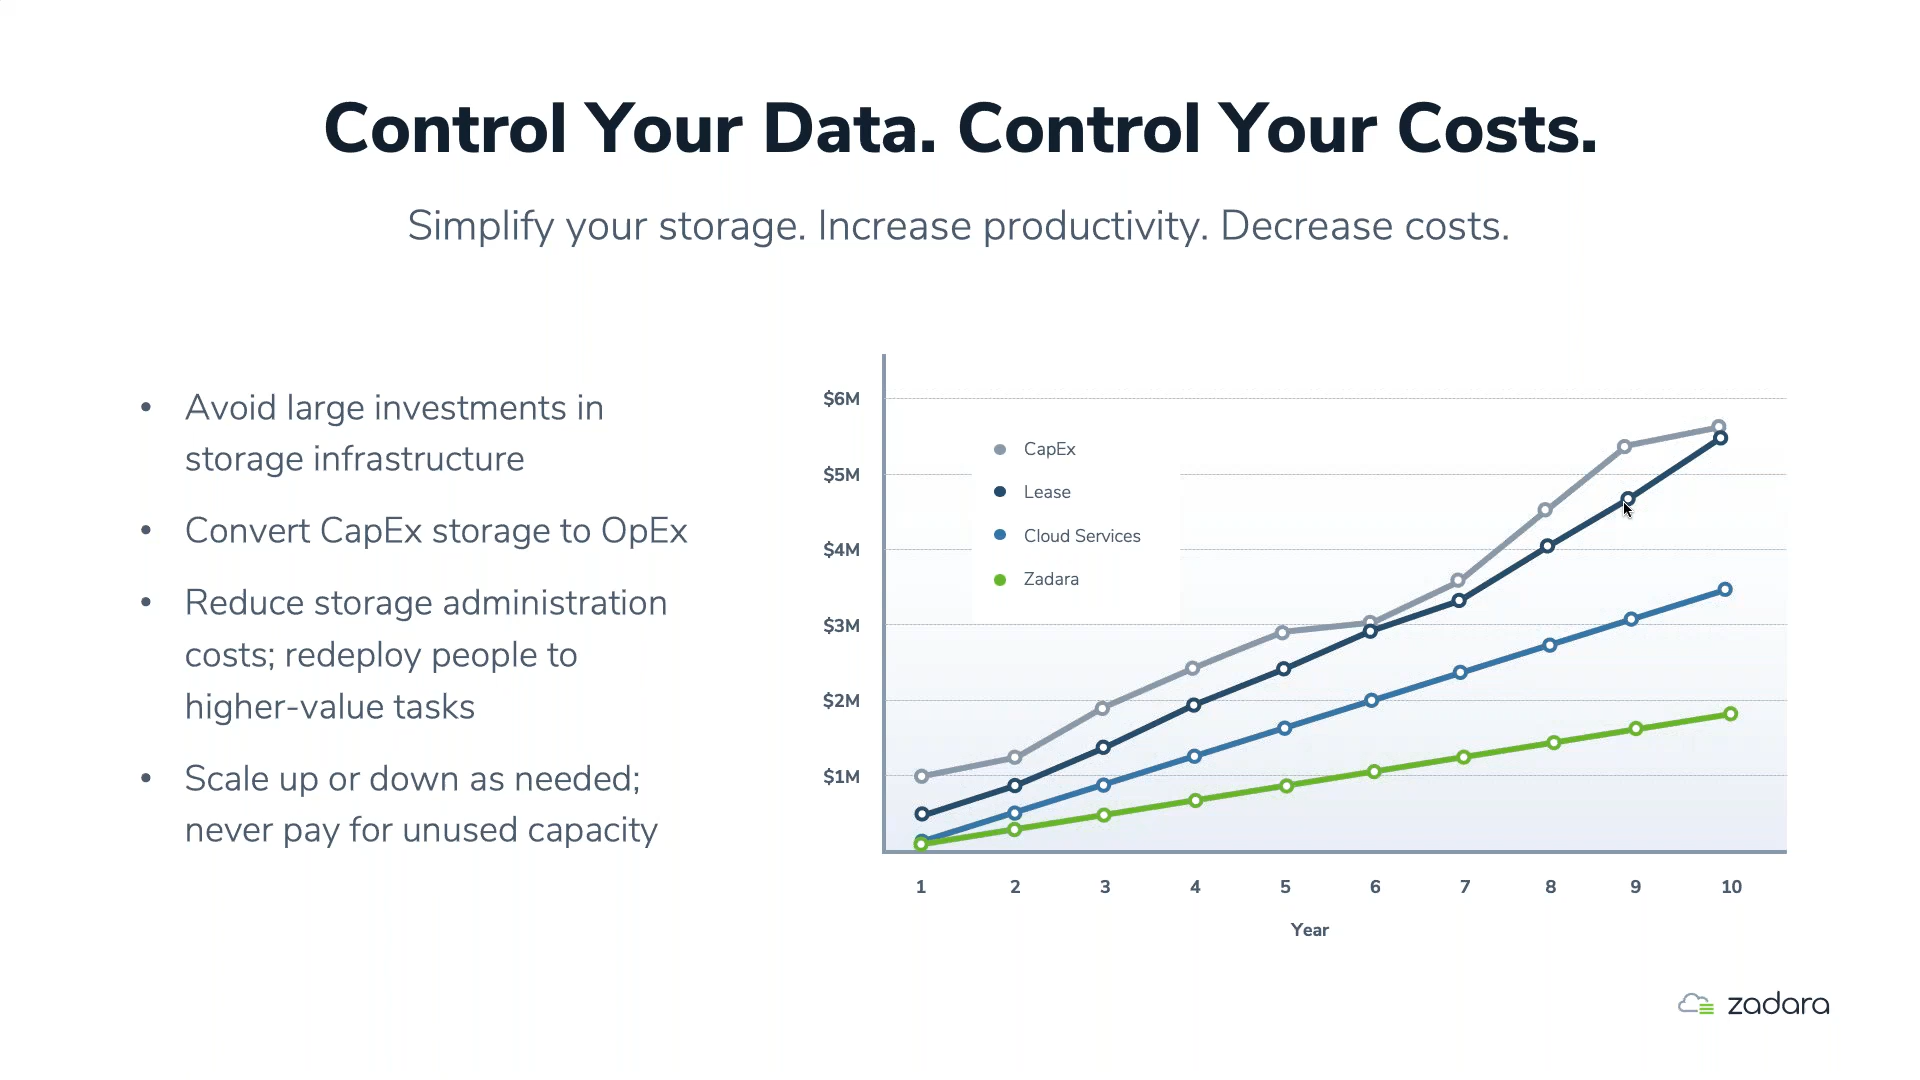 Control Your Data. Control Your Costs.
Simplify your storage. Increase productivity. Decrease costs.
• Avoid large investments in
storage infrastructure
• Convert CapEx storage to OpEx
• Reduce storage administration
costs; redeploy people to
higher-value tasks
• Scale up or down as needed;
never pay for unused capacity
$6M
$5M
$4M
$3M
$2M
$1M
CapEx
Lease
Cloud Services
Zadara
1 2 3 4 5 6 7 8 9 10
Year
zadara